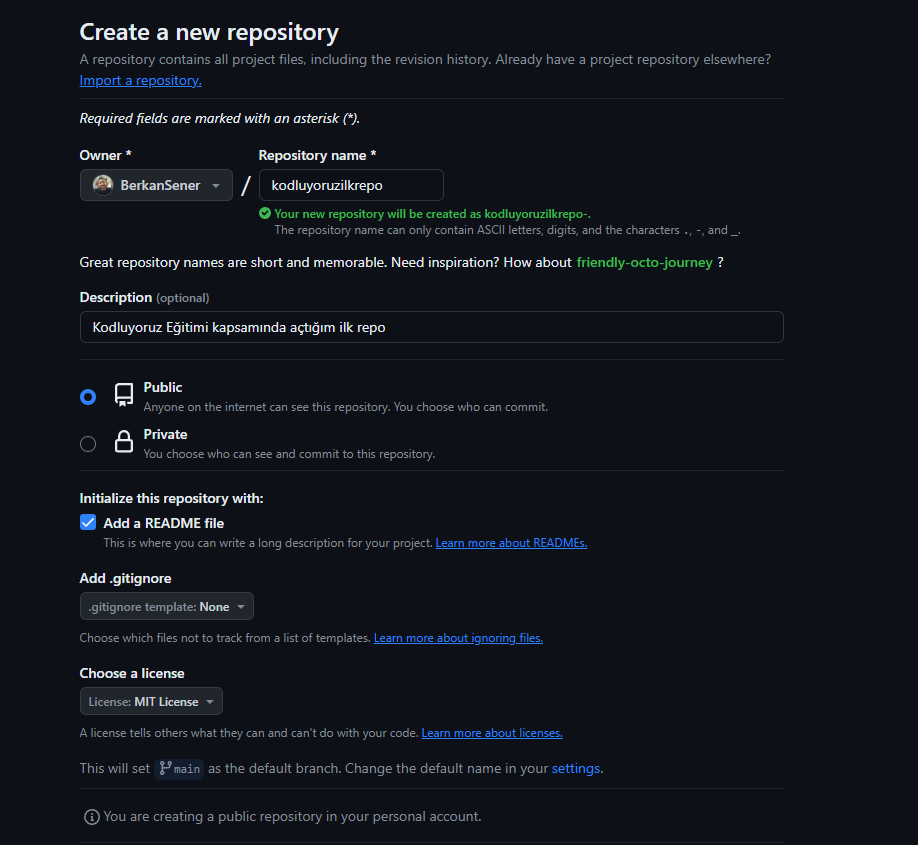 Create a new repository
A repository contains all project files, including the revision history. Already have a project repository elsewhere?
Import a repository.
Required fields are marked with an asterisk (*).
Owner *
Repository name *
BerkanSener
/
kodluyoruzilkrepo
Your new repository will be created as kodluyoruzilkrepo-.
The repository name can only contain ASCII letters, digits, and the characters ., -, and _.
Great repository names are short and memorable. Need inspiration? How about friendly-octo-journey ?
Description (optional)
Kodluyoruz Eğitimi kapsamında açtığım ilk repo
Public
Anyone on the internet can see this repository. You choose who can commit.
Private
You choose who can see and commit to this repository.
Initialize this repository with:
Add a README file
This is where you can write a long description for your project. Learn more about READMEs.
Add .gitignore
.gitignore template: None
Choose which files not to track from a list of templates. Learn more about ignoring files.
Choose a license
License: MIT License
A license tells others what they can and can't do with your code. Learn more about licenses.
This will set main as the default branch. Change the default name in your settings.
You are creating a public repository in your personal account.